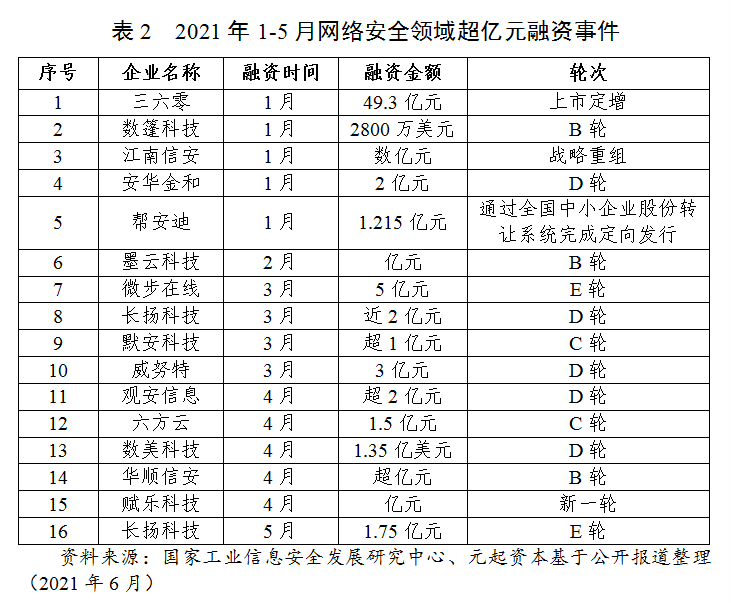 表 2 2021 年 1-5 月网络安全领域超亿元融资事件
序号 企业名称 融资时间 融资金额 轮次
1 三六零 1 月 49.3 亿元 上市定增
2 数篷科技 1 月 2800 万美元 B 轮
3 江南信安 1 月 数亿元 战略重组
4 安华金和 1 月 2 亿元 D 轮
5 帮安迪 1 月 1.215 亿元 通过全国中小企业股份转
让系统完成定向发行
6 墨云科技 2 月 亿元 B 轮
7 微步在线 3 月 5 亿元 E 轮
8 长扬科技 3 月 近 2 亿元 D 轮
9 默安科技 3 月 超 1 亿元 C 轮
10 威努特 3 月 3 亿元 D 轮
11 观安信息 4 月 超 2 亿元 D 轮
12 六方云 4 月 1.5 亿元 C 轮
13 数美科技 4 月 1.35 亿美元 D 轮
14 华顺信安 4 月 超亿元 B 轮
15 赋乐科技 4 月 亿元 新一轮
16 长扬科技 5 月 1.75 亿元 E 轮
资料来源：国家工业信息安全发展研究中心、元起资本基于公开报道整理
（2021 年 6 月）